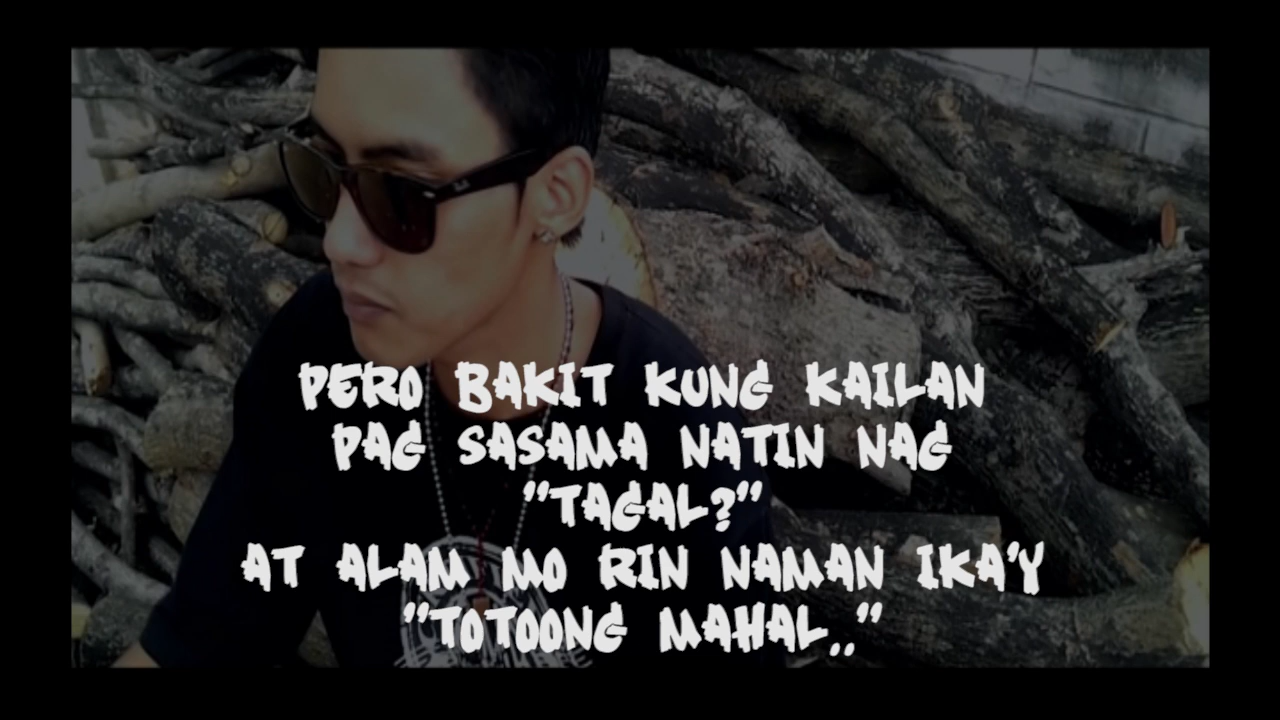 PERO BAKIT KUNG KAILAN
PAG SASAMA NATIN NAG
"TAGAL?"
AT ALAM MO RIN NAMAN IKA'Y
"TOTOONG MAHAL.."